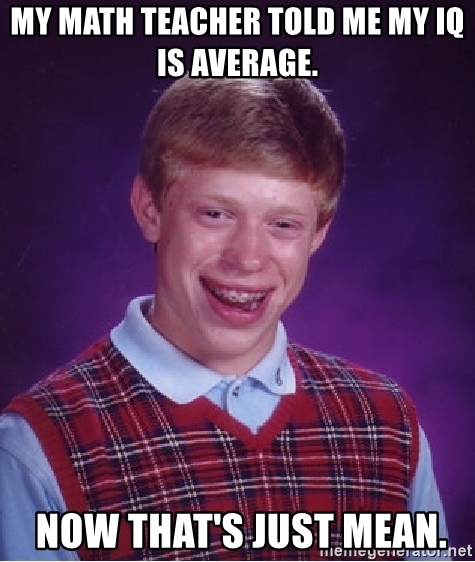 MY MATH TEACHER TOLD ME MY IQ
IS AVERAGE.
NOW THAT'S JUST MEAN.
memegenerator.net